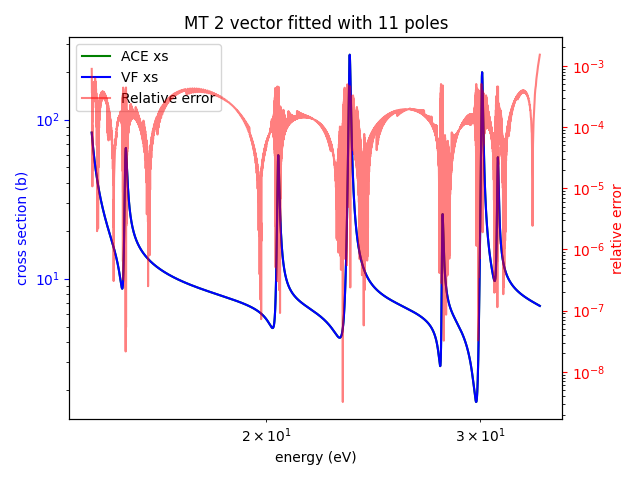 MT 2 vector fitted with 11 poles
ACE xs
VF xs
Relative error
10²
10¹
cross section (b)
10⁻³
10⁻⁴
10⁻⁵
10⁻⁶
10⁻⁷
10⁻⁸
relative error
2 × 10¹
3 × 10¹
energy (eV)